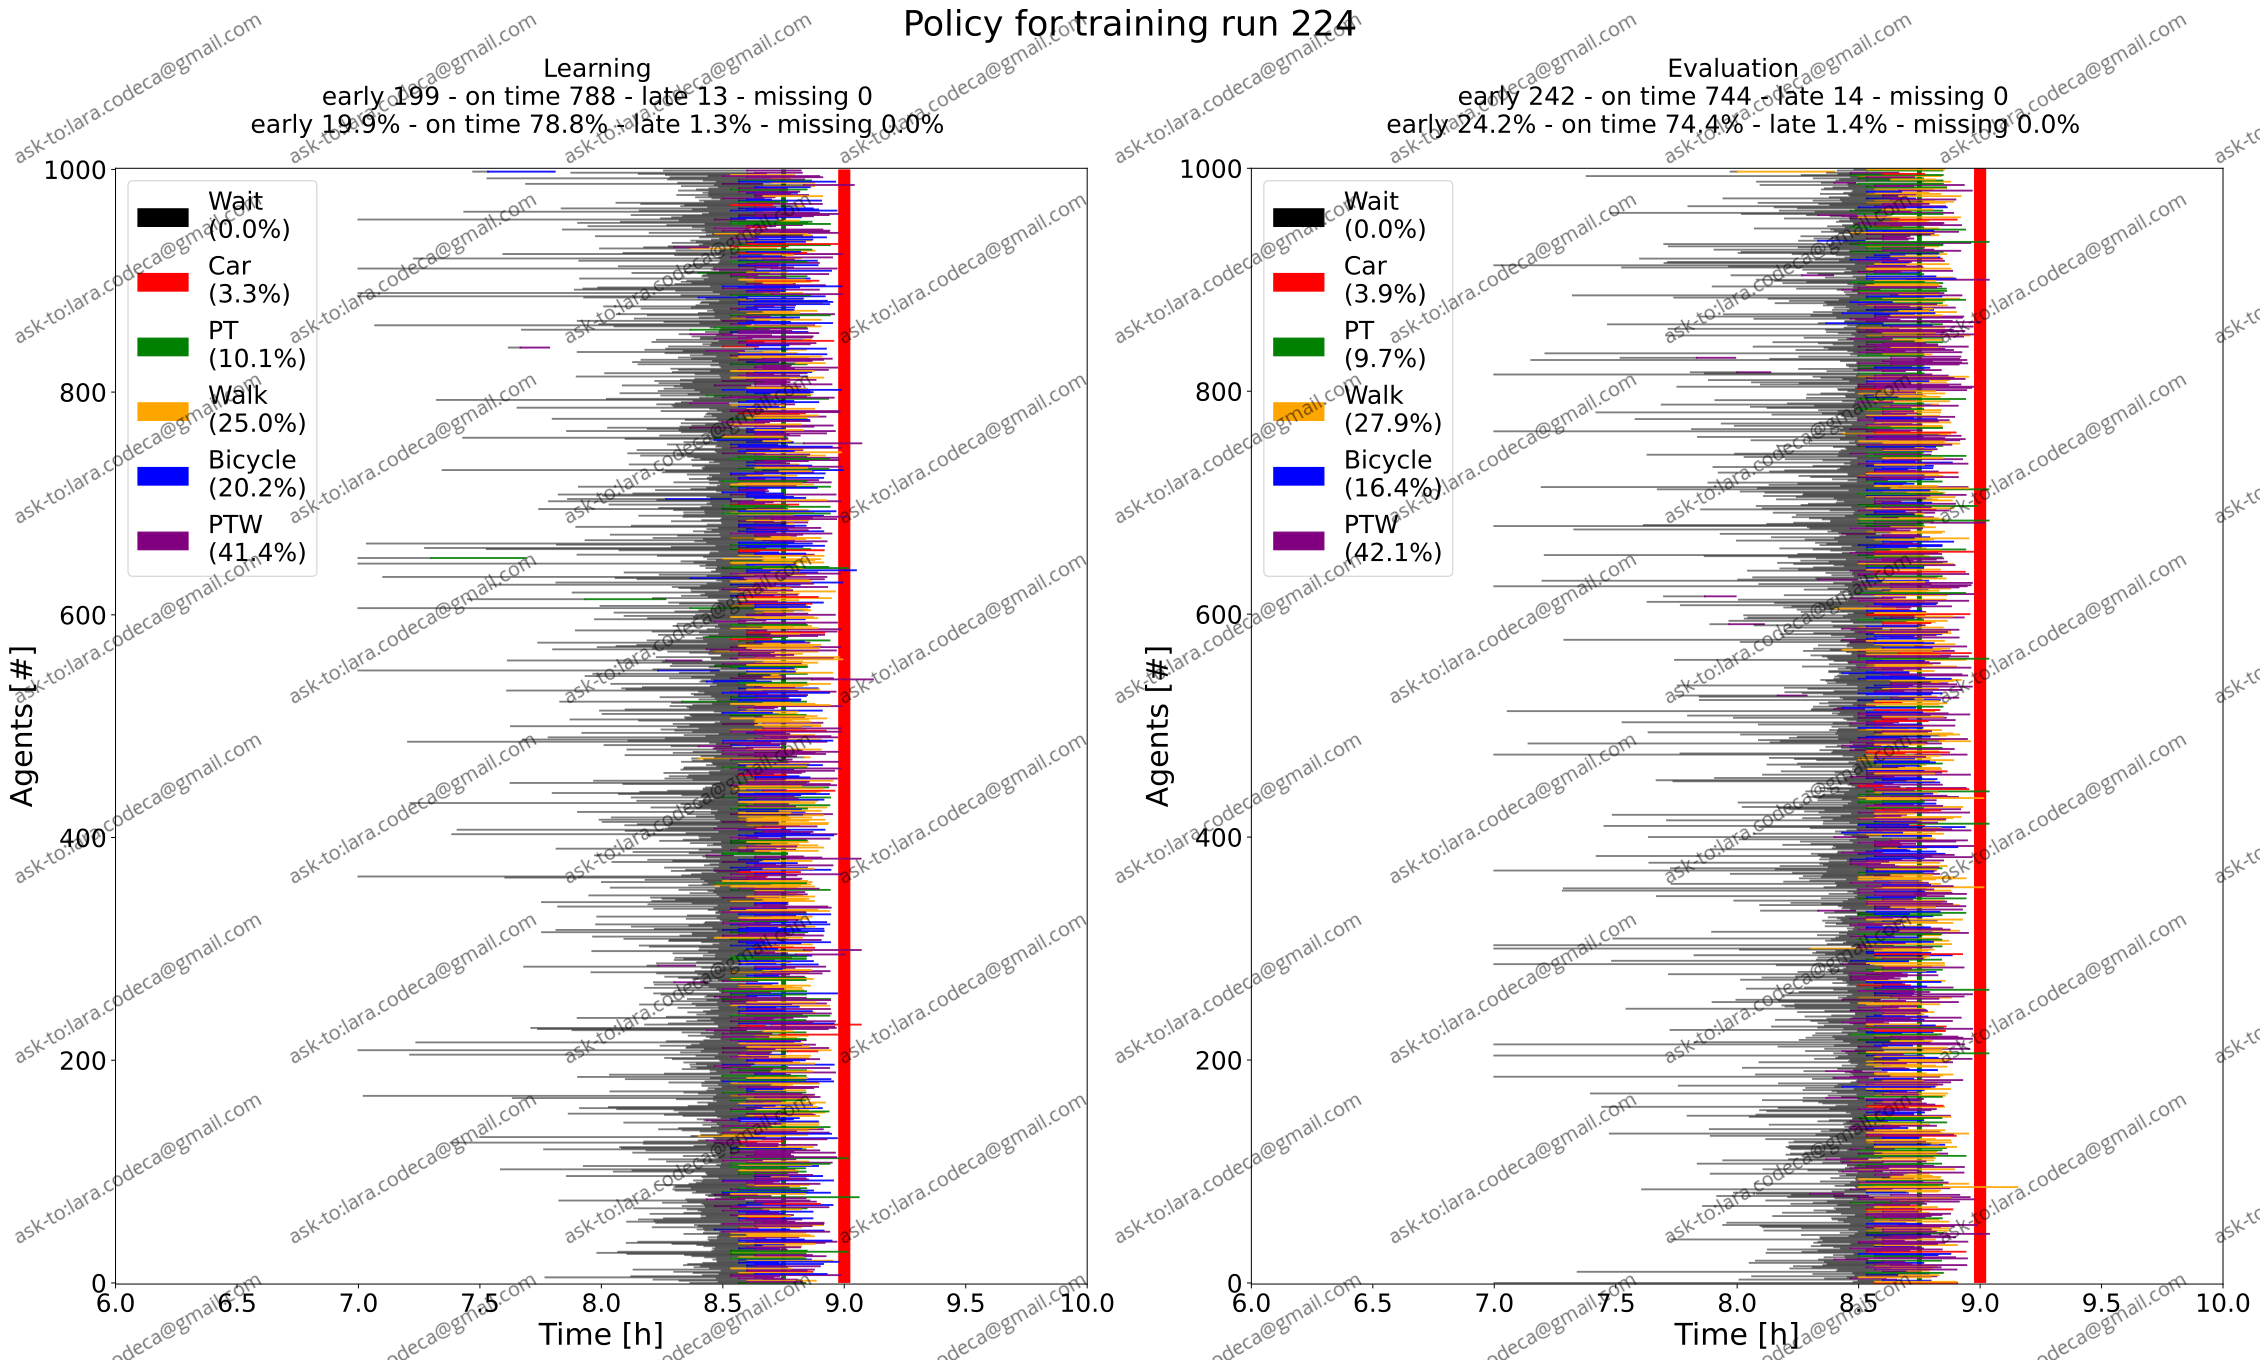 Policy for training run 224
Learning
early 199 - on time 788 - late 13 - missing 0
early 19.9% - on time 78.8% - late 1.3% - missing 0.0%
1000
800
600
400
200
0
Agents [#]
Wait
(0.0%)
Car
(3.3%)
PT
(10.1%)
Walk
(25.0%)
Bicycle
(20.2%)
PTW
(41.4%)
6.0 6.5 7.0 7.5 8.0 8.5 9.0 9.5 10.0
Time [h]
Evaluation
early 242 - on time 744 - late 14 - missing 0
early 24.2% - on time 74.4% - late 1.4% - missing 0.0%
1000
800
600
400
200
0
Agents [#]
Wait
(0.0%)
Car
(3.9%)
PT
(9.7%)
Walk
(27.9%)
Bicycle
(16.4%)
PTW
(42.1%)
6.0 6.5 7.0 7.5 8.0 8.5 9.0 9.5 10.0
Time [h]
ask-to:lara.codeca@gmail.com